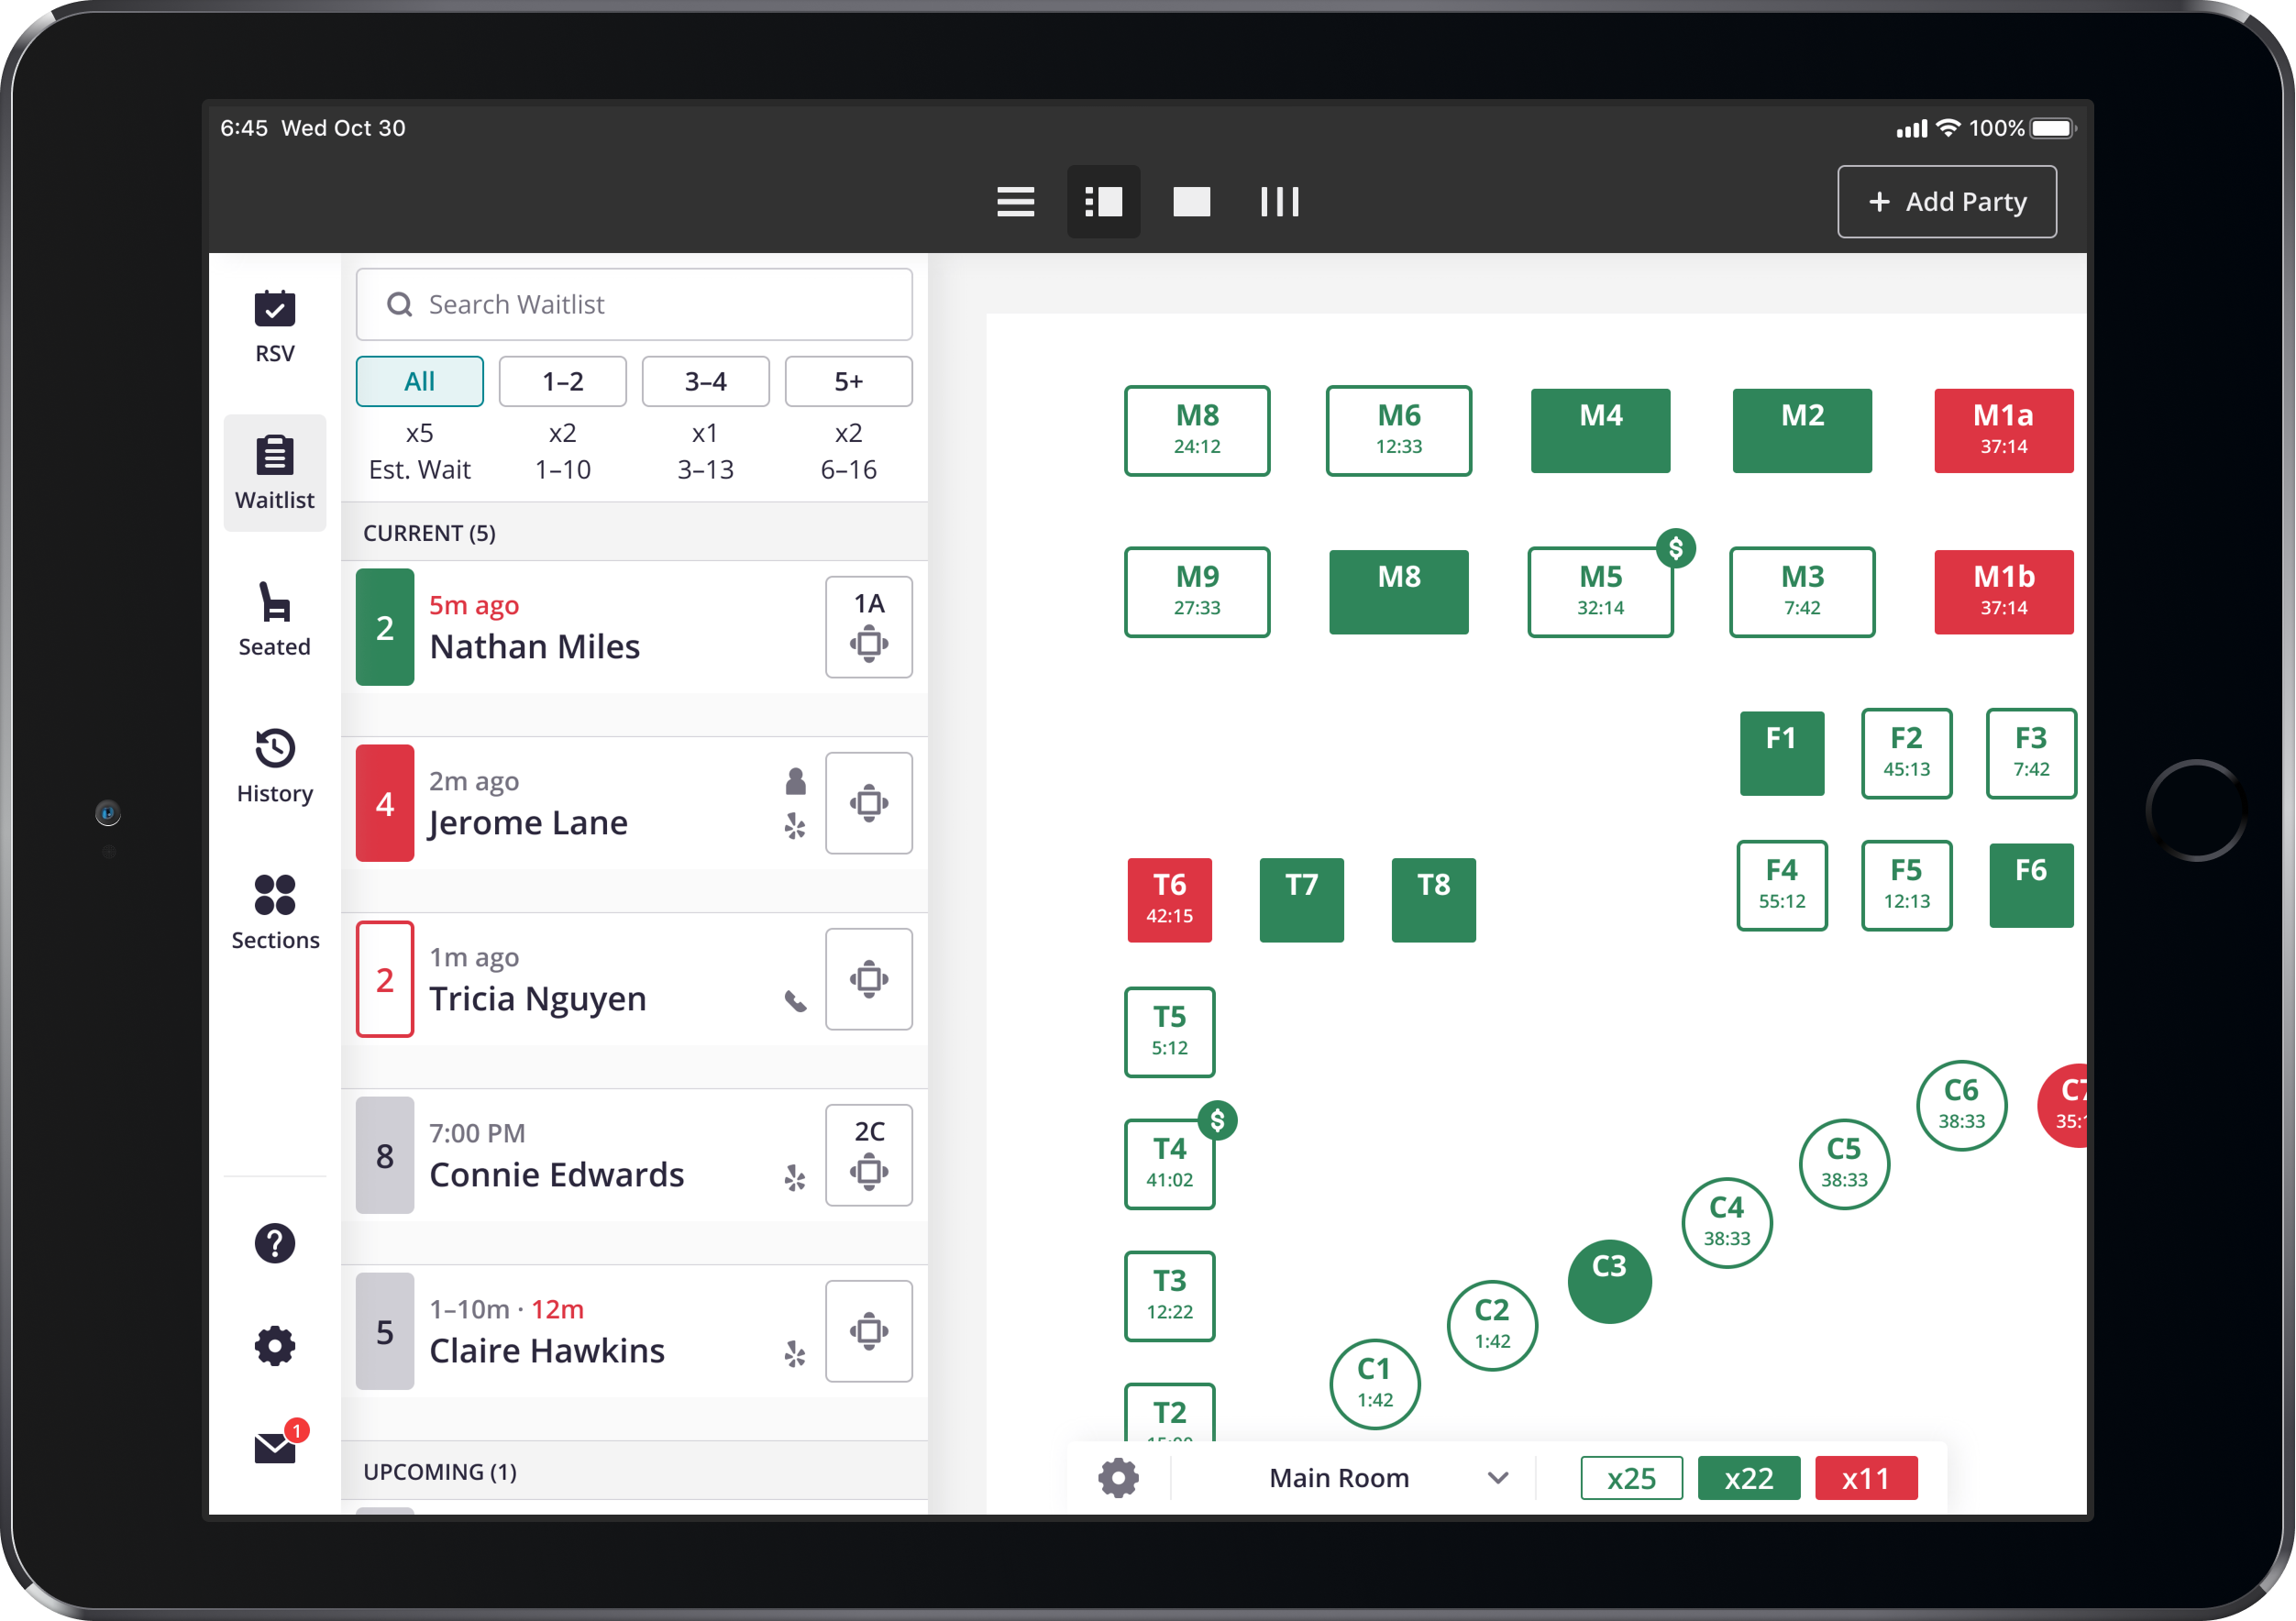 6:45 Wed Oct 30
100%
+ Add Party
RSV
Waitlist
Seated
History
Sections
?
1
Search Waitlist
All 1–2 3–4 5+
x5 x2 x1 x2
Est. Wait 1–10 3–13 6–16
CURRENT (5)
2
5m ago
Nathan Miles
1A
4
2m ago
Jerome Lane
2
1m ago
Tricia Nguyen
8
7:00 PM
Connie Edwards
2C
5
1–10m · 12m
Claire Hawkins
UPCOMING (1)
M8 M6 M4 M2 M1a
24:12 12:33 37:14
$
M9 M8 M5 M3 M1b
27:33 32:14 7:42 37:14
F1 F2 F3
45:13 7:42
F4 F5 F6
55:12 12:13
T6 T7 T8
42:15
T5
5:12
$
T4
41:02
T3
12:22
T2
C6
38:33
C5
38:33
C4
38:33
C3
C2
1:42
C1
1:42
Main Room
x25 x22 x11